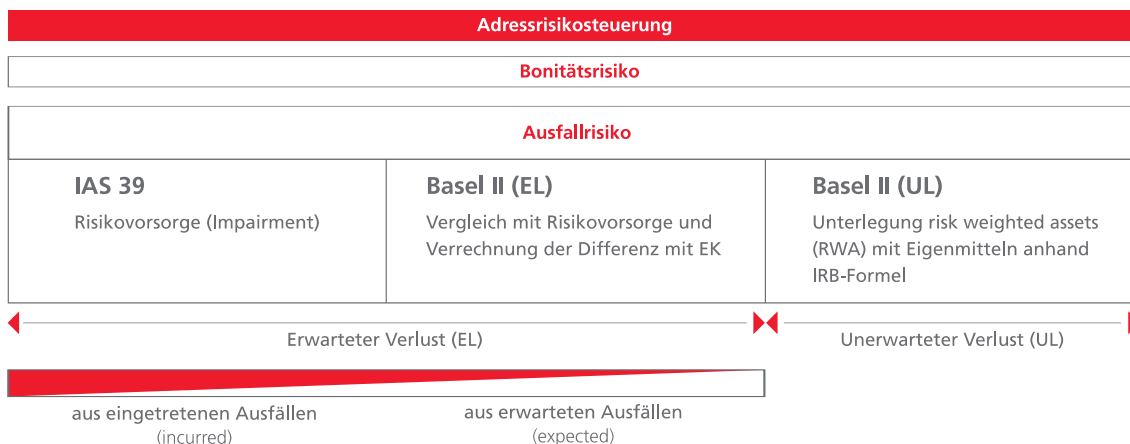 Adressrisikosteuerung
Bonitätsrisiko
Ausfallrisiko
IAS 39
Risikovorsorge (Impairment)
Basel II (EL)
Vergleich mit Risikovorsorge und
Verrechnung der Differenz mit EK
Basel II (UL)
Unterlegung risk weighted assets
(RWA) mit Eigenmitteln anhand
IRB-Formel
Erwarteter Verlust (EL)
Unerwarteter Verlust (UL)
aus eingetretenen Ausfällen
(incurred)
aus erwarteten Ausfällen
(expected)